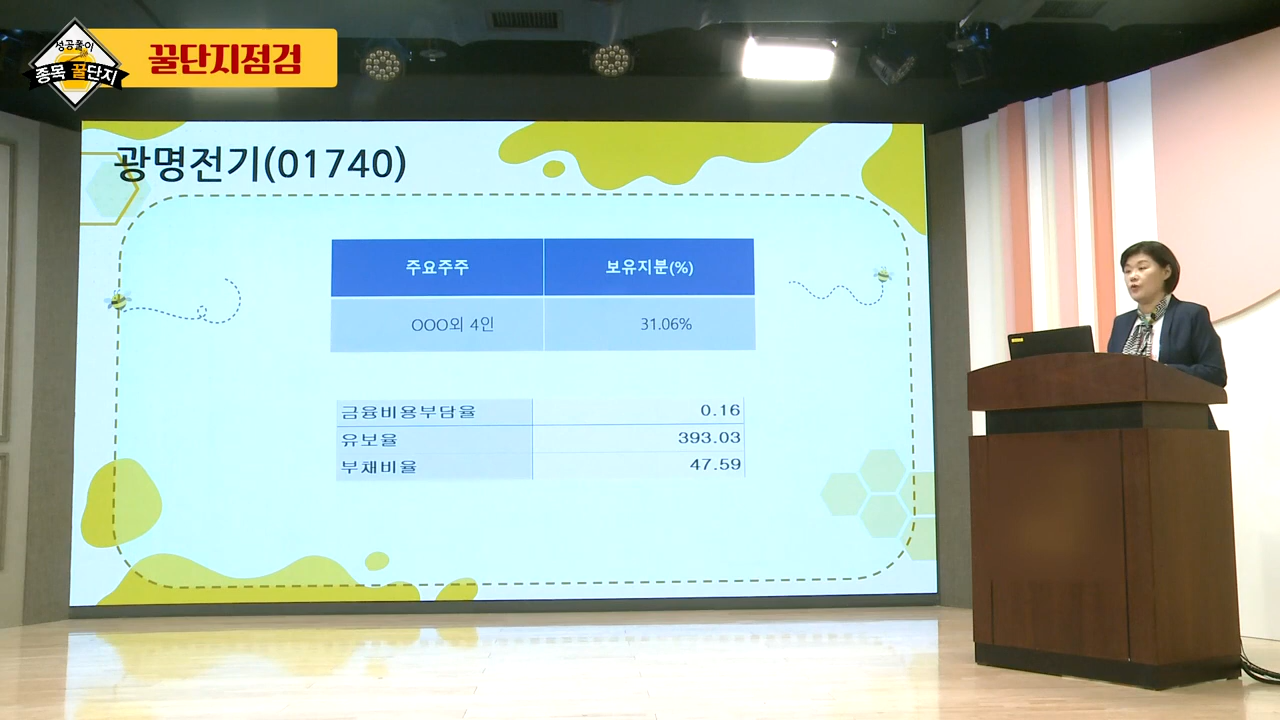 성공풀이
종목 꿀단지
꿀단지점검
광명전기(01740)
주요주주 보유지분(%)
OOO외 4인 31.06%
금융비용부담율 0.16
유보율 393.03
부채비율 47.59